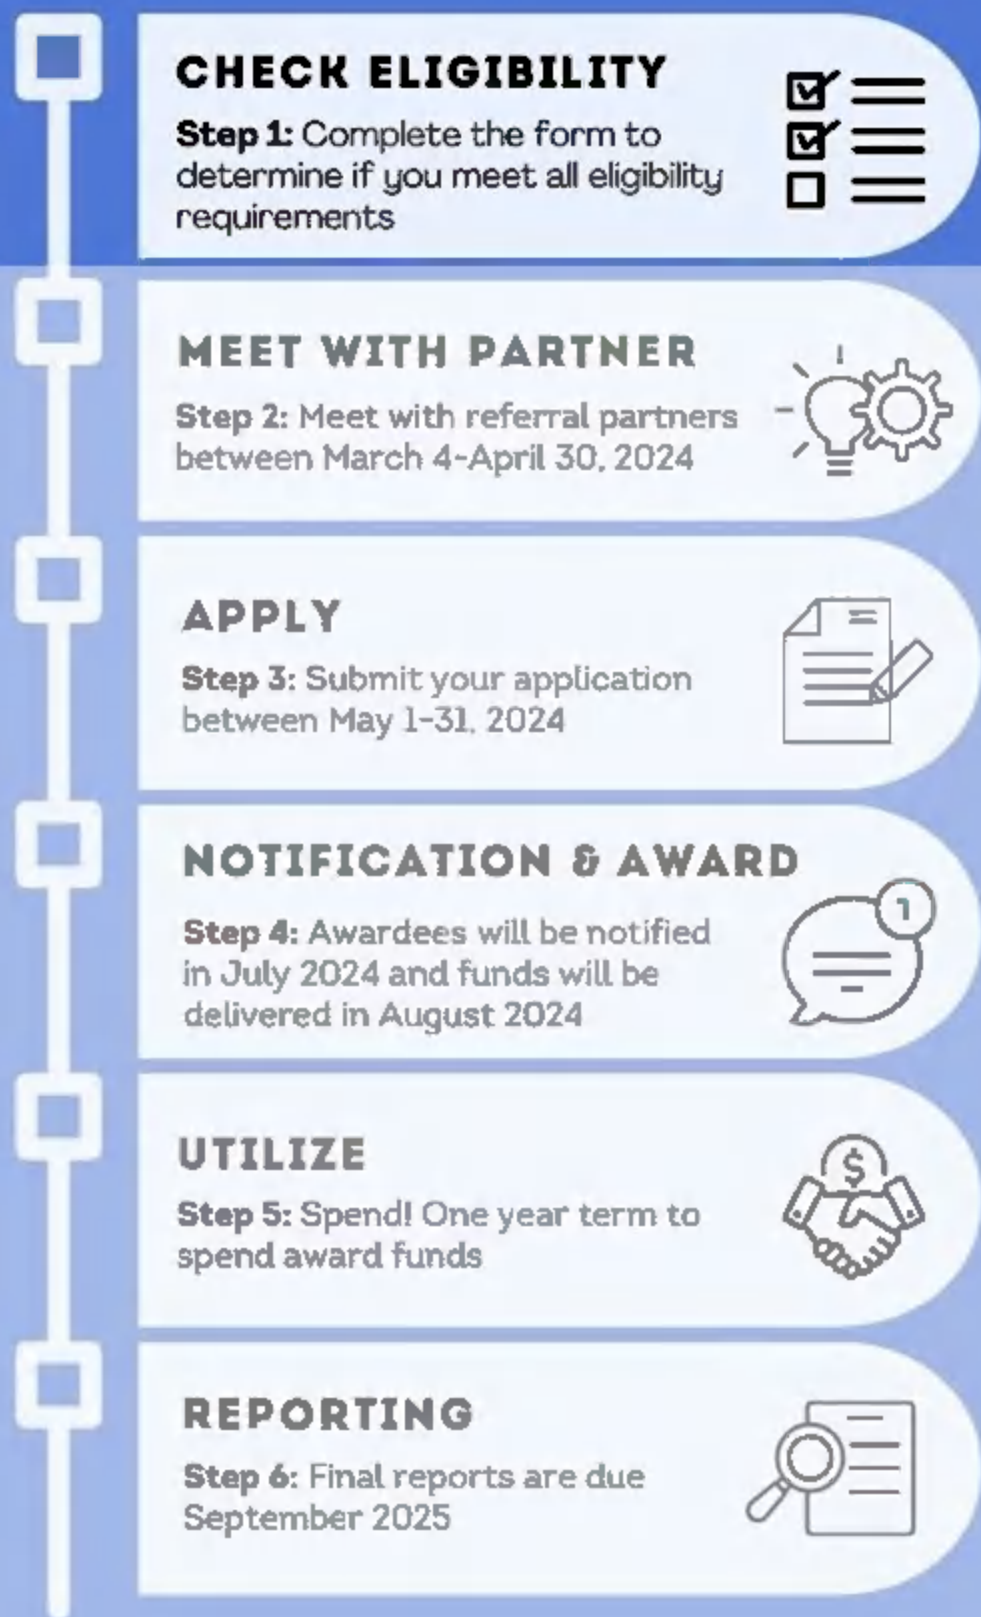 CHECK ELIGIBILITY
Step 1: Complete the form to
determine if you meet all eligibility
requirements
MEET WITH PARTNER
Step 2: Meet with referral partners
between March 4-April 30, 2024
APPLY
Step 3: Submit your application
between May 1-31, 2024
NOTIFICATION & AWARD
1
Step 4: Awardees will be notified
in July 2024 and funds will be
delivered in August 2024
UTILIZE
$
Step 5: Spend! One year term to
spend award funds
REPORTING
Step 6: Final reports are due
September 2025